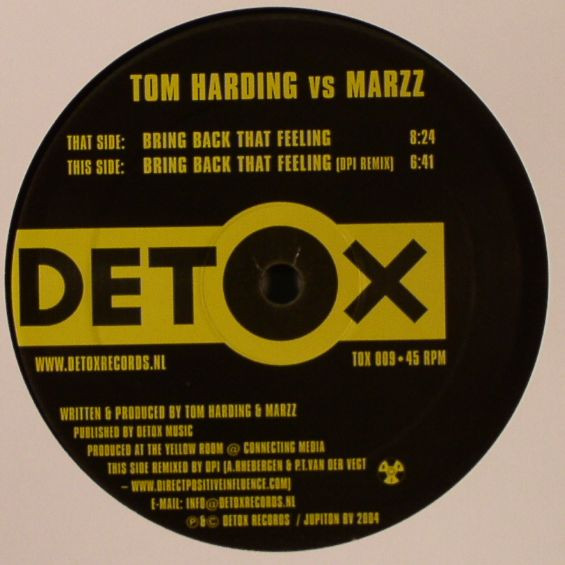 TOM HARDING VS MARZZ
THAT SIDE: BRING BACK THAT FEELING 8:24
THIS SIDE: BRING BACK THAT FEELING (DPI REMIX) 6:41
DETOX
WWW.DETOXRECORDS.NL TOX 009 • 45 RPM
WRITTEN & PRODUCED BY TOM HARDING & MARZZ
PUBLISHED BY DETOX MUSIC
PRODUCED AT THE YELLOW ROOM @ CONNECTING MEDIA
THIS SIDE REMIXED BY DPI (A.RHEBERGEN & P.T.VAN DER VEGT
– WWW.DIRECTPOSITIVEINFLUENCE.COM)
E-MAIL: INFO@DETOXRECORDS.NL
℗ & © DETOX RECORDS / JUPITON BV 2004